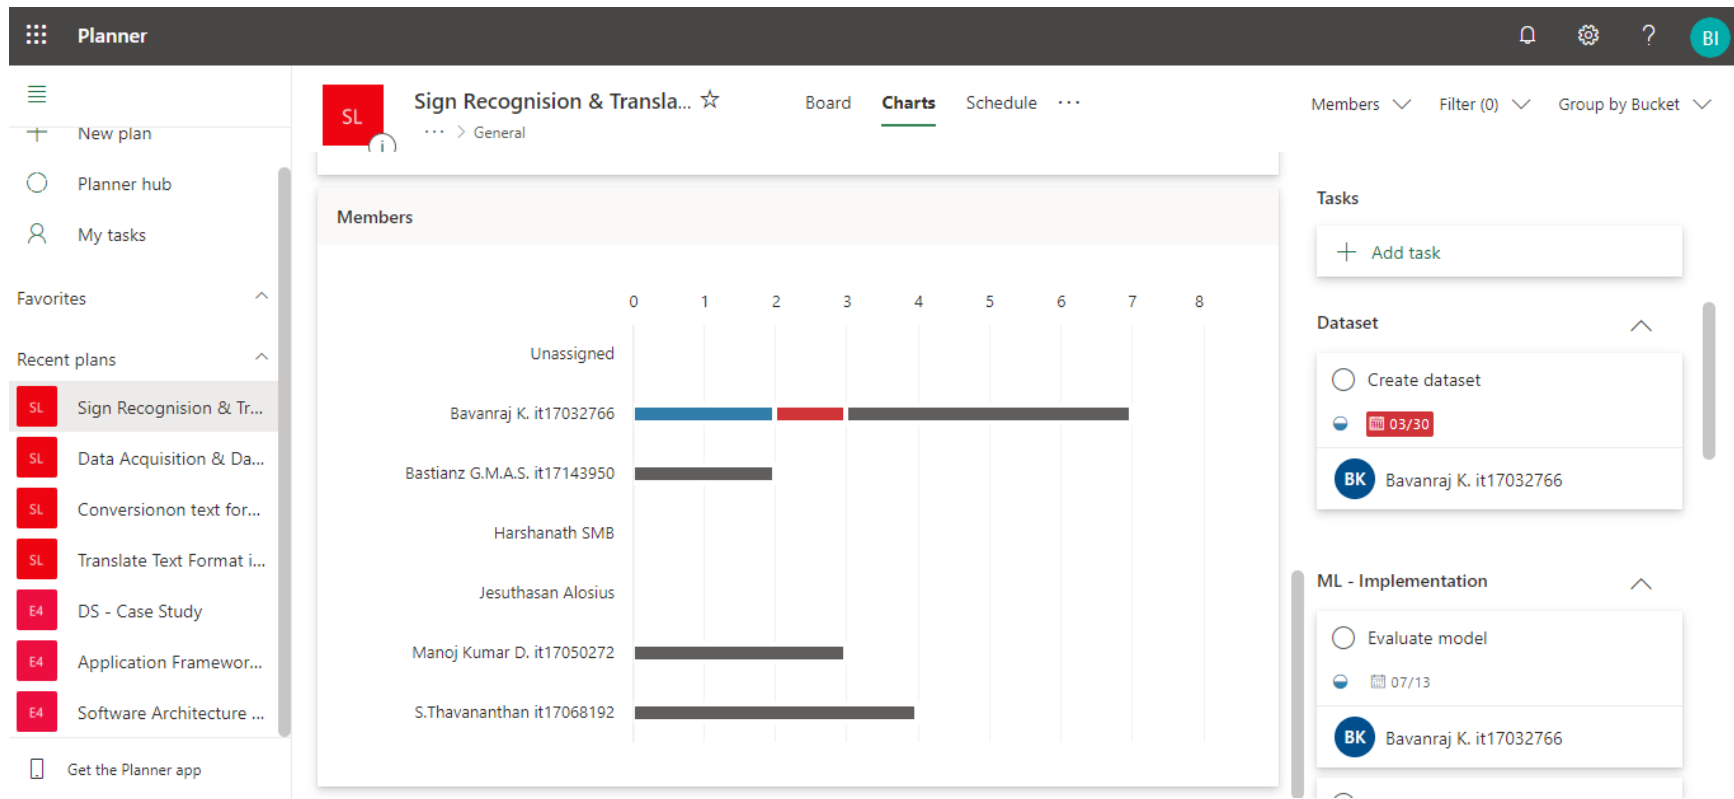 Planner
BI
New plan
Planner hub
My tasks
Favorites
Recent plans
SL Sign Recognision & Tr...
SL Data Acquisition & Da...
SL Conversionon text for...
SL Translate Text Format i...
E4 DS - Case Study
E4 Application Framewor...
E4 Software Architecture ...
Get the Planner app
SL
Sign Recognision & Transla...
... > General
Board Charts Schedule ...
Members Filter (0) Group by Bucket
Members
0 1 2 3 4 5 6 7 8
Unassigned
Bavanraj K. it17032766
Bastianz G.M.A.S. it17143950
Harshanath SMB
Jesuthasan Alosius
Manoj Kumar D. it17050272
S.Thavananthan it17068192
Tasks
+ Add task
Dataset
Create dataset
03/30
BK Bavanraj K. it17032766
ML - Implementation
Evaluate model
07/13
BK Bavanraj K. it17032766